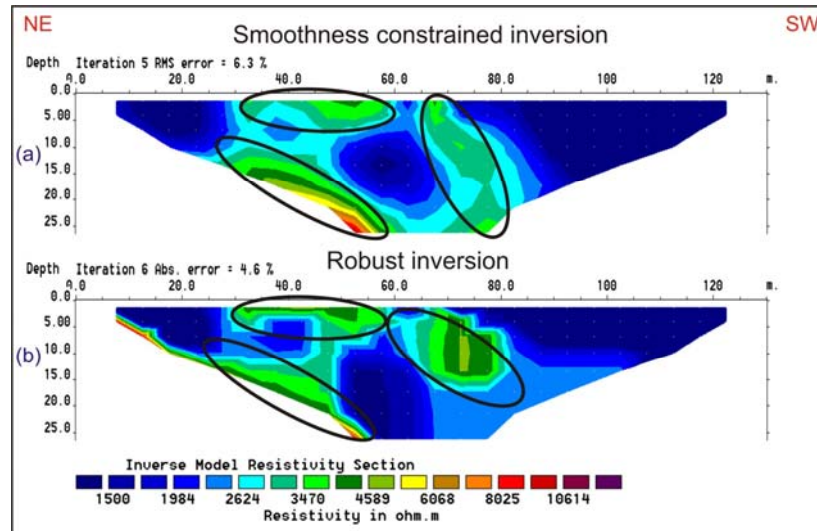 NE SW
Smoothness constrained inversion
Depth Iteration 5 RMS error = 6.3 %
0.0 20.0 40.0 60.0 80.0 100.0 120 m.
0.0
5.00
10.0
(a)
15.0
20.0
25.0
Robust inversion
Depth Iteration 6 Abs. error = 4.6 %
0.0 20.0 40.0 60.0 80.0 100.0 120 m.
0.0
5.00
(b)
10.0
15.0
20.0
25.0
Inverse Model Resistivity Section
1500 1984 2624 3470 4589 6068 8025 10614
Resistivity in ohm.m